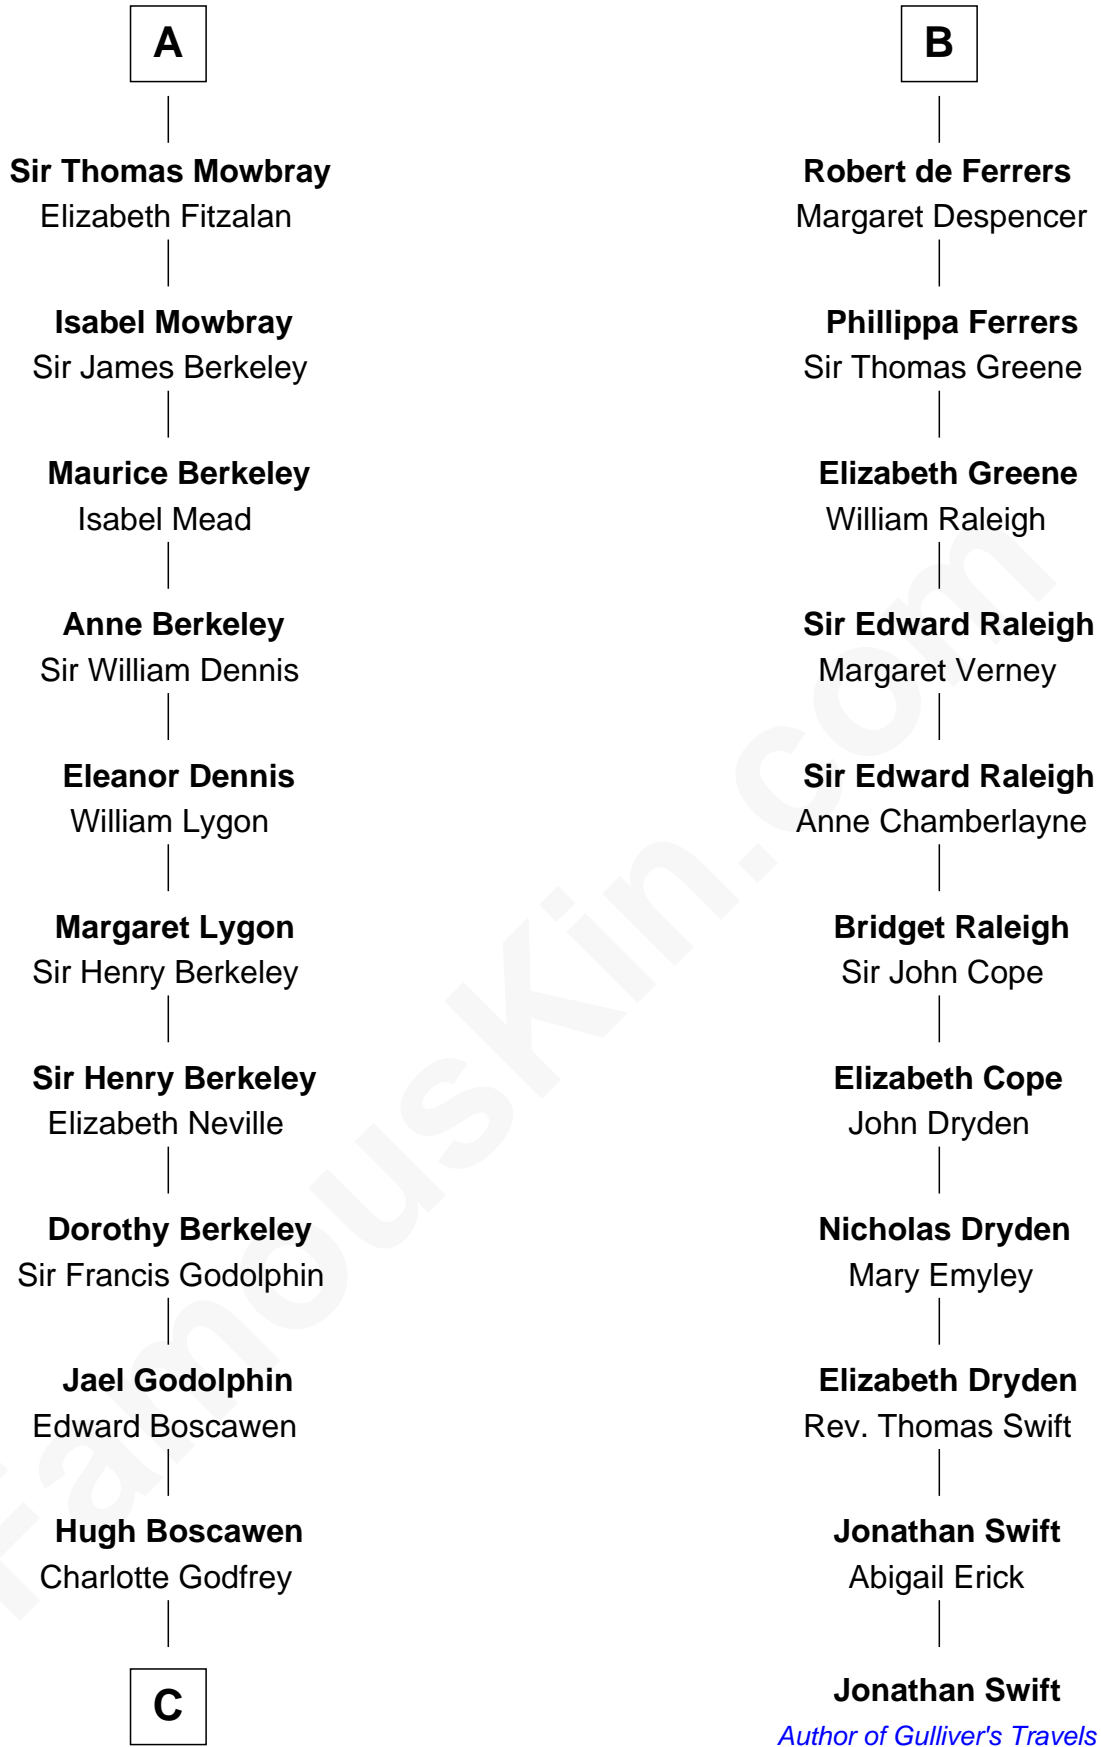 A
Sir Thomas Mowbray
Elizabeth Fitzalan
Isabel Mowbray
Sir James Berkeley
Maurice Berkeley
Isabel Mead
Anne Berkeley
Sir William Dennis
Eleanor Dennis
William Lygon
Margaret Lygon
Sir Henry Berkeley
Sir Henry Berkeley
Elizabeth Neville
Dorothy Berkeley
Sir Francis Godolphin
Jael Godolphin
Edward Boscawen
Hugh Boscawen
Charlotte Godfrey
C
B
Robert de Ferrers
Margaret Despencer
Phillippa Ferrers
Sir Thomas Greene
Elizabeth Greene
William Raleigh
Sir Edward Raleigh
Margaret Verney
Sir Edward Raleigh
Anne Chamberlayne
Bridget Raleigh
Sir John Cope
Elizabeth Cope
John Dryden
Nicholas Dryden
Mary Emyley
Elizabeth Dryden
Rev. Thomas Swift
Jonathan Swift
Abigail Erick
Jonathan Swift
Author of Gulliver's Travels
FamousKin.com